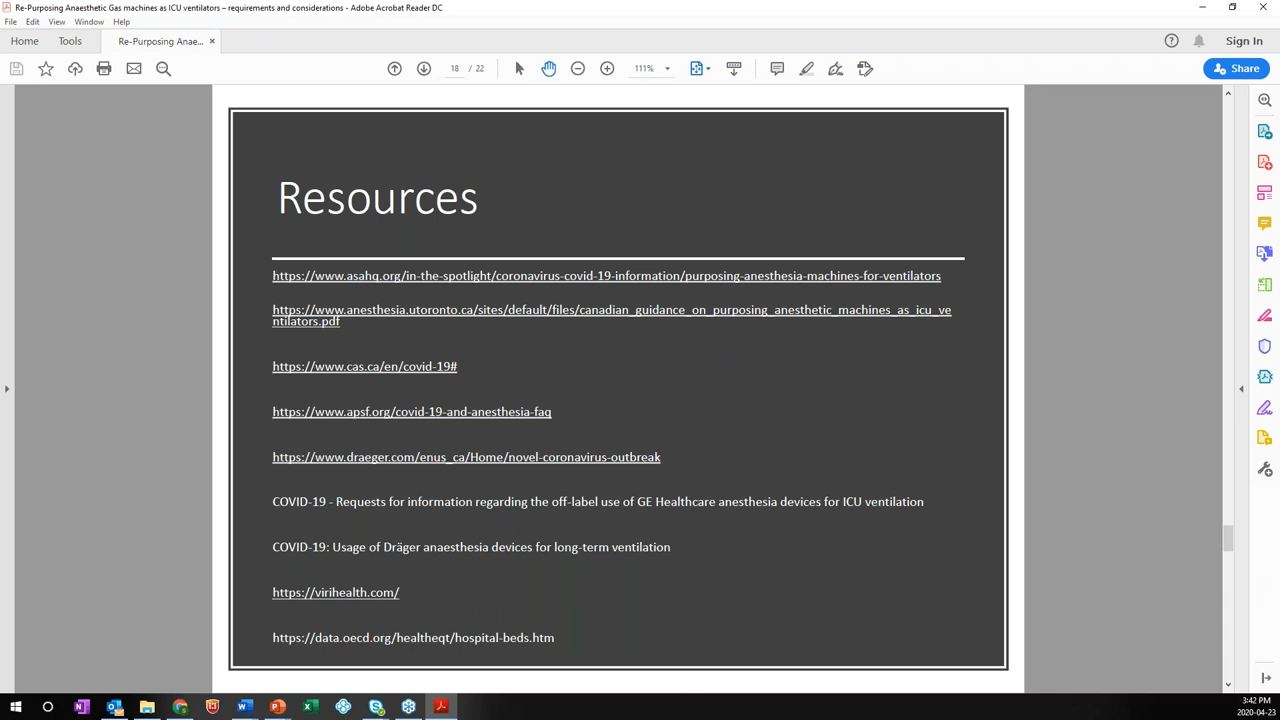 Re-Purposing Anaesthetic Gas machines as ICU ventilators – requirements and considerations - Adobe Acrobat Reader DC
File Edit View Window Help
Home Tools Re-Purposing Anae... × Sign In
18 / 22 111% Share
Resources
https://www.asahq.org/in-the-spotlight/coronavirus-covid-19-information/purposing-anesthesia-machines-for-ventilators
https://www.anesthesia.utoronto.ca/sites/default/files/canadian_guidance_on_purposing_anesthetic_machines_as_icu_ve
ntilators.pdf
https://www.cas.ca/en/covid-19#
https://www.apsf.org/covid-19-and-anesthesia-faq
https://www.draeger.com/enus_ca/Home/novel-coronavirus-outbreak
COVID-19 - Requests for information regarding the off-label use of GE Healthcare anesthesia devices for ICU ventilation
COVID-19: Usage of Dräger anaesthesia devices for long-term ventilation
https://virihealth.com/
https://data.oecd.org/healtheqt/hospital-beds.htm
3:42 PM
2020-04-23